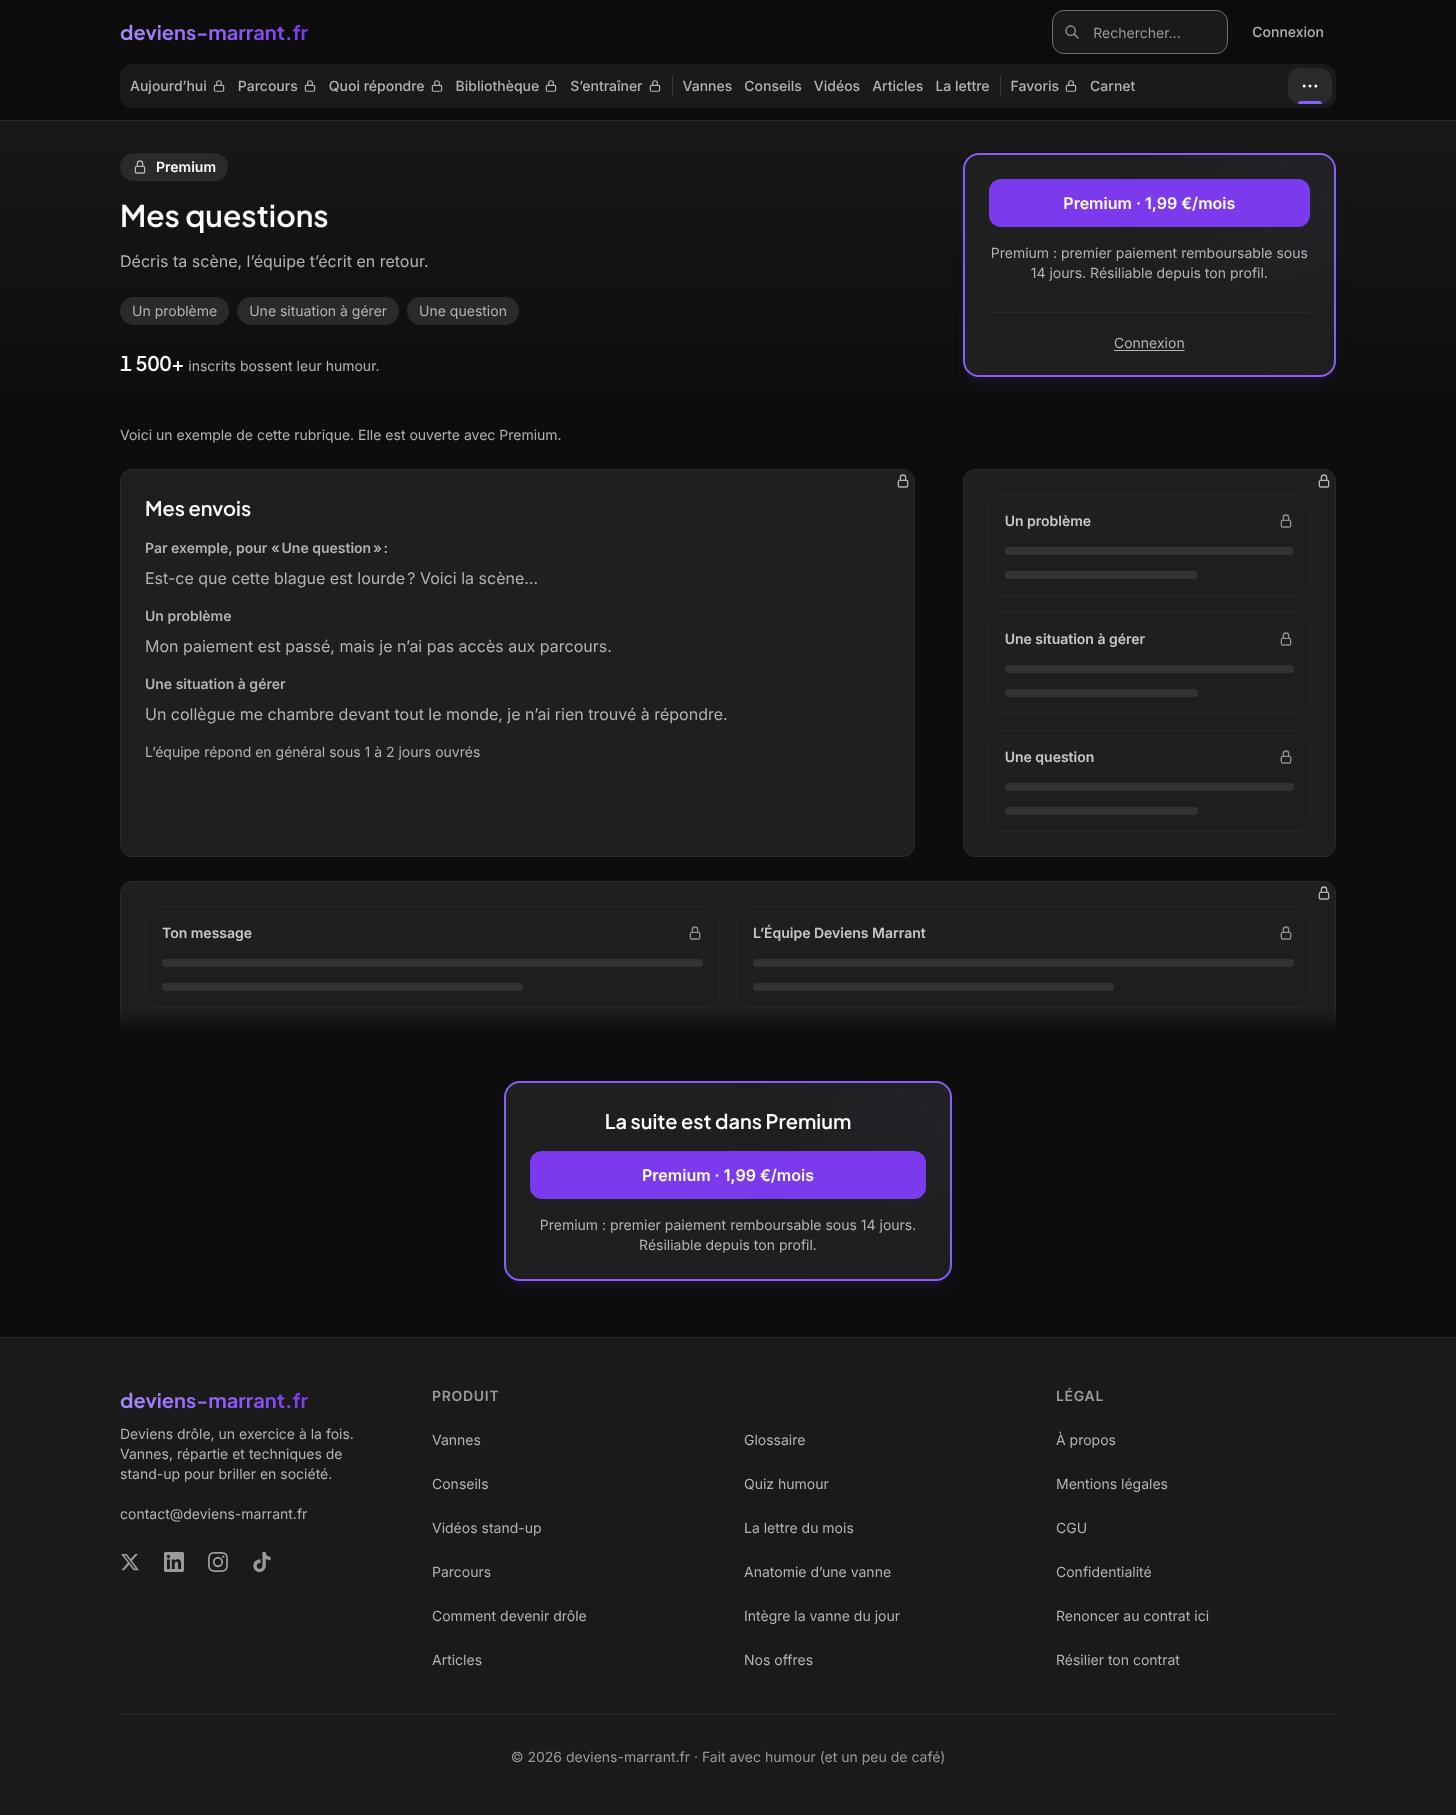 deviens-marrant.fr
Rechercher...
Connexion
Aujourd’hui
Parcours
Quoi répondre
Bibliothèque
S’entraîner
Vannes
Conseils
Vidéos
Articles
La lettre
Favoris
Carnet
Premium
Mes questions
Décris ta scène, l’équipe t’écrit en retour.
Un problème
Une situation à gérer
Une question
1 500+ inscrits bossent leur humour.
Premium · 1,99 €/mois
Premium : premier paiement remboursable sous
14 jours. Résiliable depuis ton profil.
Connexion
Voici un exemple de cette rubrique. Elle est ouverte avec Premium.
Mes envois
Par exemple, pour « Une question » :
Est-ce que cette blague est lourde ? Voici la scène…
Un problème
Mon paiement est passé, mais je n’ai pas accès aux parcours.
Une situation à gérer
Un collègue me chambre devant tout le monde, je n’ai rien trouvé à répondre.
L’équipe répond en général sous 1 à 2 jours ouvrés
Un problème
Une situation à gérer
Une question
Ton message
L’Équipe Deviens Marrant
La suite est dans Premium
Premium · 1,99 €/mois
Premium : premier paiement remboursable sous 14 jours.
Résiliable depuis ton profil.
deviens-marrant.fr
Deviens drôle, un exercice à la fois.
Vannes, répartie et techniques de
stand-up pour briller en société.
contact@deviens-marrant.fr
PRODUIT
Vannes
Conseils
Vidéos stand-up
Parcours
Comment devenir drôle
Articles
Glossaire
Quiz humour
La lettre du mois
Anatomie d’une vanne
Intègre la vanne du jour
Nos offres
LÉGAL
À propos
Mentions légales
CGU
Confidentialité
Renoncer au contrat ici
Résilier ton contrat
© 2026 deviens-marrant.fr · Fait avec humour (et un peu de café)